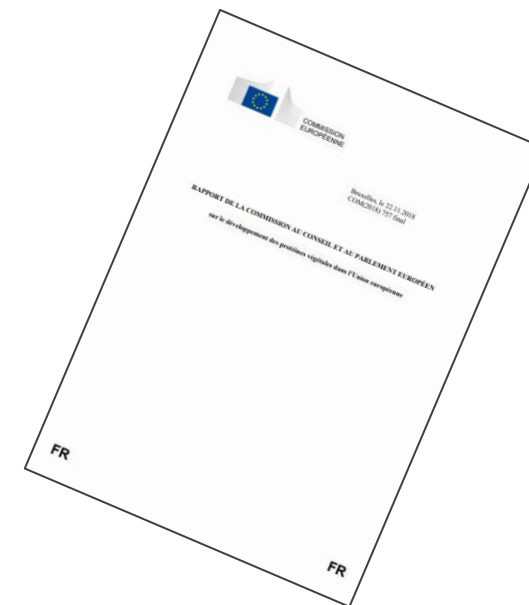 COMMISSION
EUROPÉENNE
Bruxelles, le 22.11.2018
COM(2018) 757 final
RAPPORT DE LA COMMISSION AU CONSEIL ET AU PARLEMENT EUROPÉEN
sur le développement des protéines végétales dans l'Union européenne
FR
FR